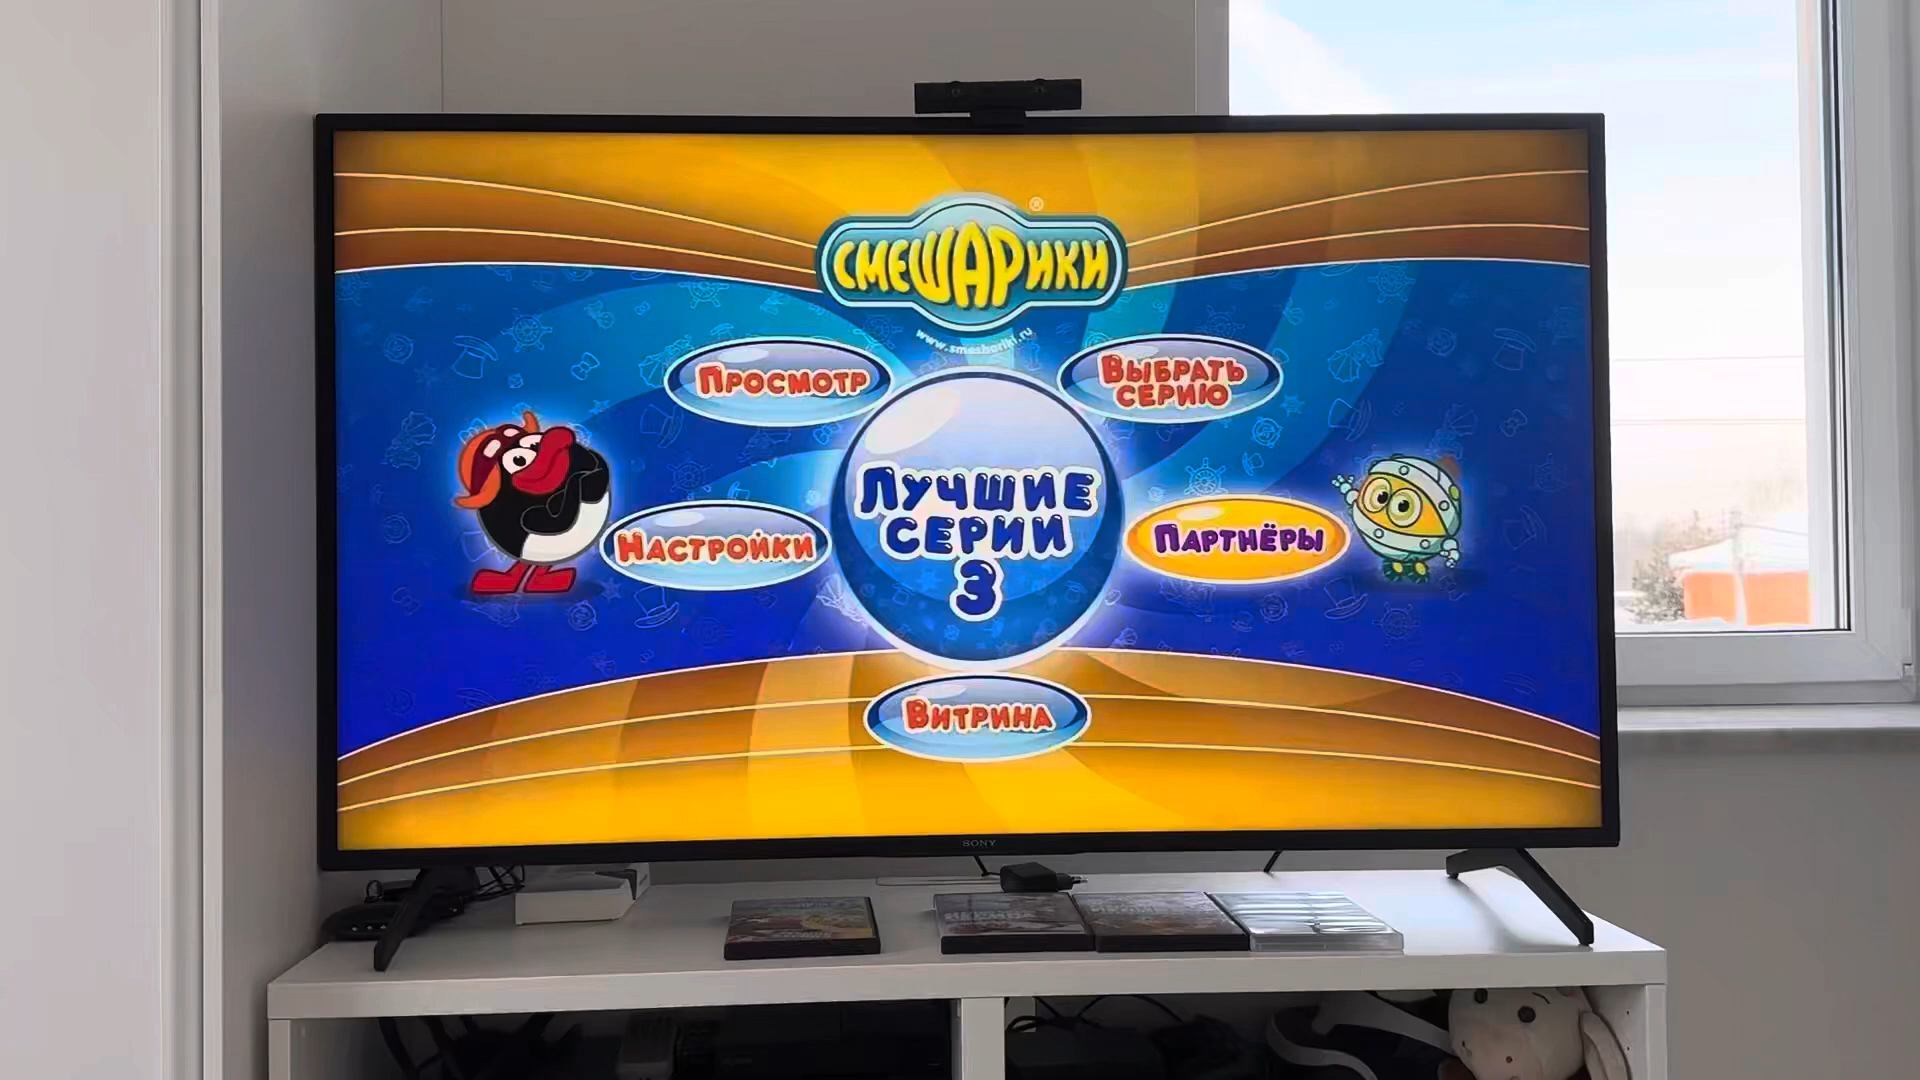 СМЕШАРИКИ
®
www.smeshariki.ru
ПРОСМОТР
ВЫБРАТЬ
СЕРИЮ
ЛУЧШИЕ
СЕРИИ
3
НАСТРОЙКИ
ПАРТНЁРЫ
ВИТРИНА
SONY